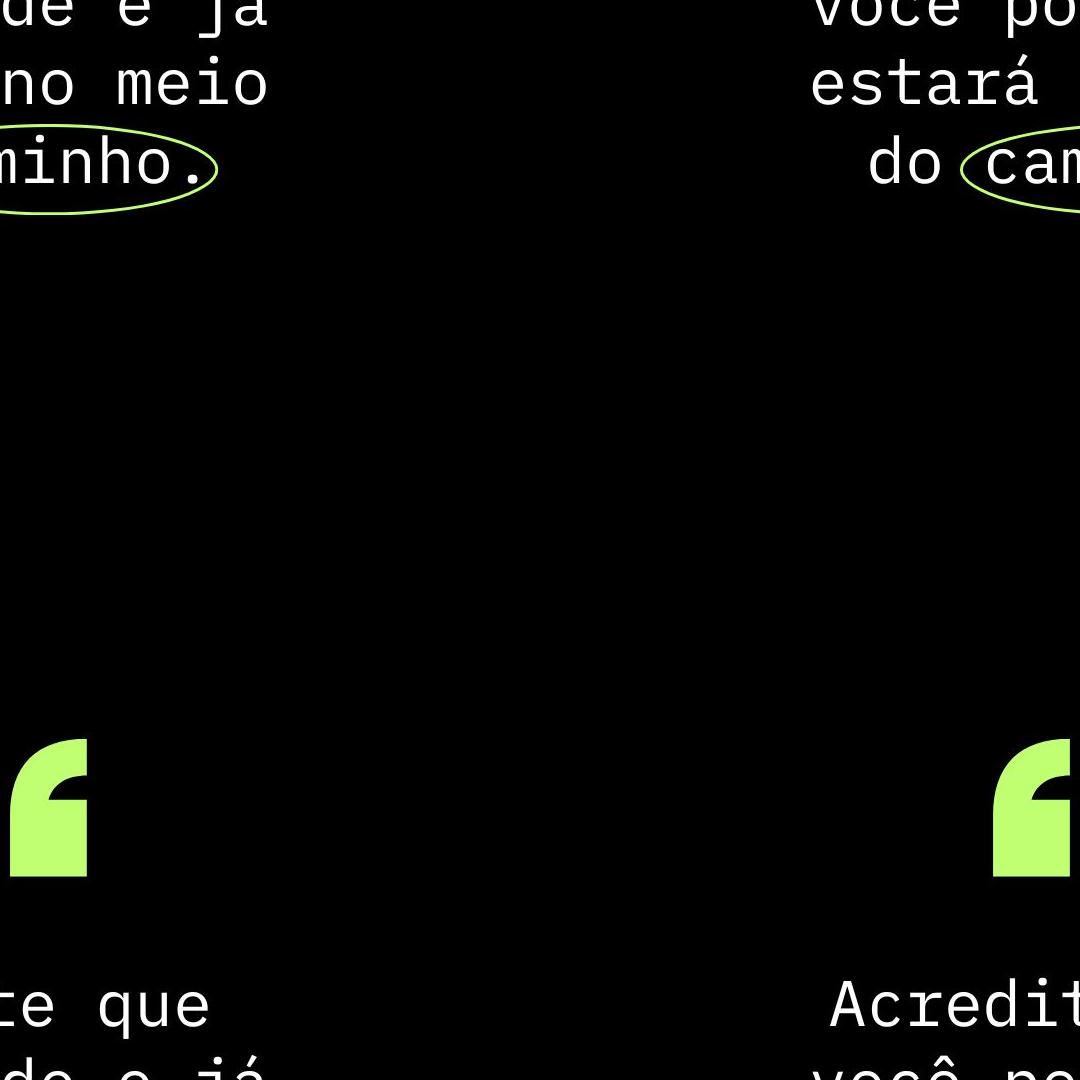 de e já
no meio
minho.
você po
estará
do cam
te que
de e já
Acredit
você po